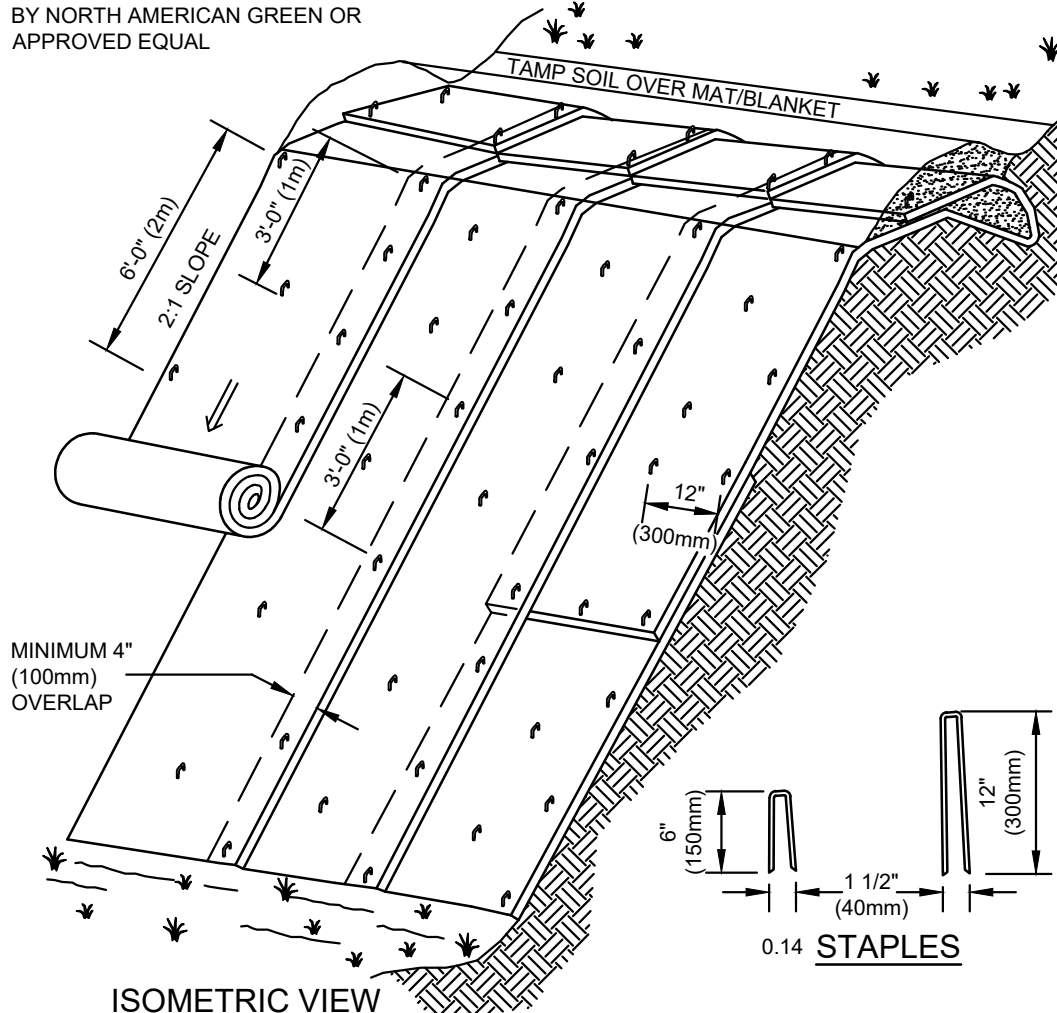 BY NORTH AMERICAN GREEN OR
APPROVED EQUAL
TAMP SOIL OVER MAT/BLANKET
6'-0" (2m)
3'-0" (1m)
2:1 SLOPE
3'-0" (1m)
12"
(300mm)
MINIMUM 4"
(100mm)
OVERLAP
6"
(150mm)
12"
(300mm)
1 1/2"
(40mm)
0.14 STAPLES
ISOMETRIC VIEW